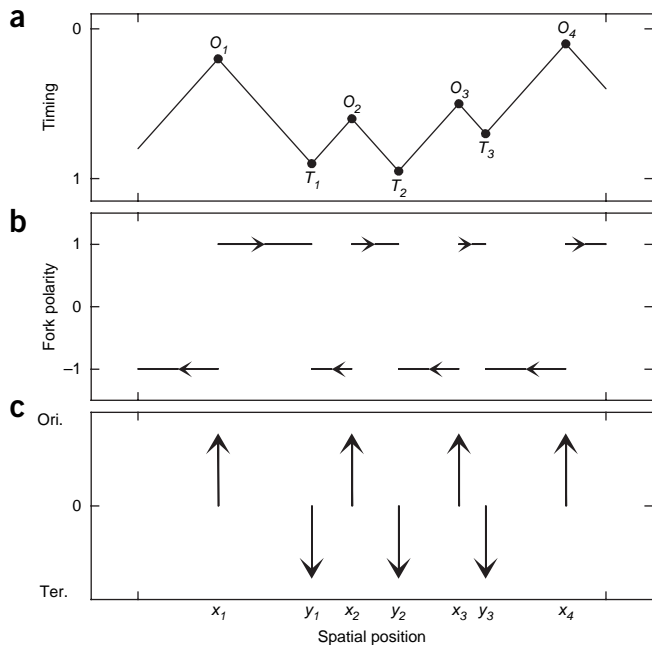 a
0
Timing
1
O1
O2
O3
O4
T1
T2
T3
b
1
Fork polarity
0
–1
c
Ori.
0
Ter.
x1 y1 x2 y2 x3 y3 x4
Spatial position